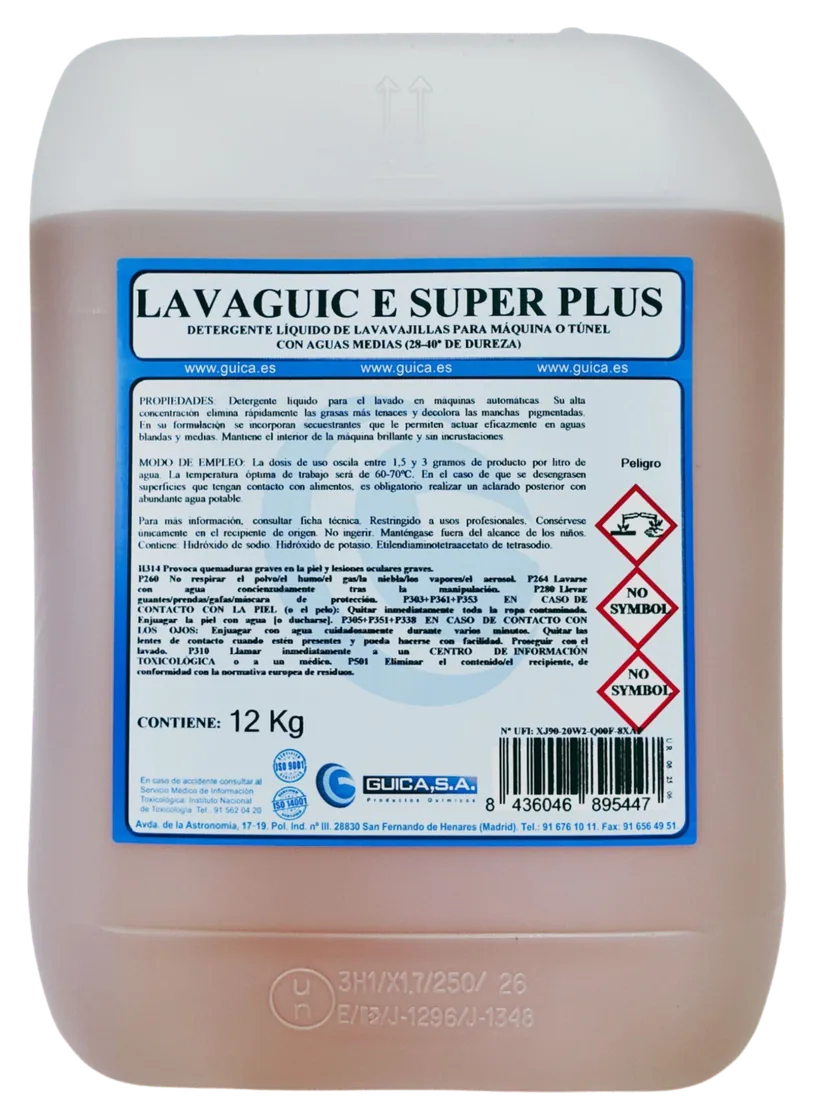 LAVAGUIC E SUPER PLUS
DETERGENTE LÍQUIDO DE LAVAVAJILLAS PARA MÁQUINA O TÚNEL
CON AGUAS MEDIAS (28-40º DE DUREZA)
www.guica.es www.guica.es www.guica.es
PROPIEDADES: Detergente líquido para el lavado en máquinas automáticas. Su alta
concentración elimina rápidamente las grasas más tenaces y decolora las manchas pigmentadas.
En su formulación se incorporan secuestrantes que le permiten actuar eficazmente en aguas
blandas y medias. Mantiene el interior de la máquina brillante y sin incrustaciones.
MODO DE EMPLEO: La dosis de uso oscila entre 1,5 y 3 gramos de producto por litro de
agua. La temperatura óptima de trabajo será de 60-70ºC. En el caso de que se desengrasen
superficies que tengan contacto con alimentos, es obligatorio realizar un aclarado posterior con
abundante agua potable.
Para más información, consultar ficha técnica. Restringido a usos profesionales. Consérvese
únicamente en el recipiente de origen. No ingerir. Manténgase fuera del alcance de los niños.
Contiene: Hidróxido de sodio. Hidróxido de potasio. Etilendiaminotetraacetato de tetrasodio.
H314 Provoca quemaduras graves en la piel y lesiones oculares graves.
P260 No respirar el polvo/el humo/el gas/la niebla/los vapores/el aerosol. P264 Lavarse
con agua concienzudamente tras la manipulación. P280 Llevar
guantes/prendas/gafas/máscara de protección. P303+P361+P353 EN CASO DE
CONTACTO CON LA PIEL (o el pelo): Quitar inmediatamente toda la ropa contaminada.
Enjuagar la piel con agua [o ducharse]. P305+P351+P338 EN CASO DE CONTACTO CON
LOS OJOS: Enjuagar con agua cuidadosamente durante varios minutos. Quitar las
lentes de contacto cuando estén presentes y pueda hacerse con facilidad. Proseguir con el
lavado. P310 Llamar inmediatamente a un CENTRO DE INFORMACIÓN
TOXICOLÓGICA o a un médico. P501 Eliminar el contenido/el recipiente, de
conformidad con la normativa europea de residuos.
Peligro
NO
SYMBOL
NO
SYMBOL
CONTIENE: 12 Kg
Nº UFI: XJ90-20W2-Q00F-8XA
8 436046 895447
En caso de accidente consultar al
Servicio Médico de Información
Toxicológica: Instituto Nacional
de Toxicología Tel.: 91 562 04 20
ISO 9001
ISO 14001
GUICA,S.A.
Productos Químicos
Avda. de la Astronomía, 17-19. Pol. Ind. nº III. 28830 San Fernando de Henares (Madrid). Tel.: 91 676 10 11. Fax: 91 656 49 51
un
3H1/X1,7/250/ 26
J-1296/J-1348